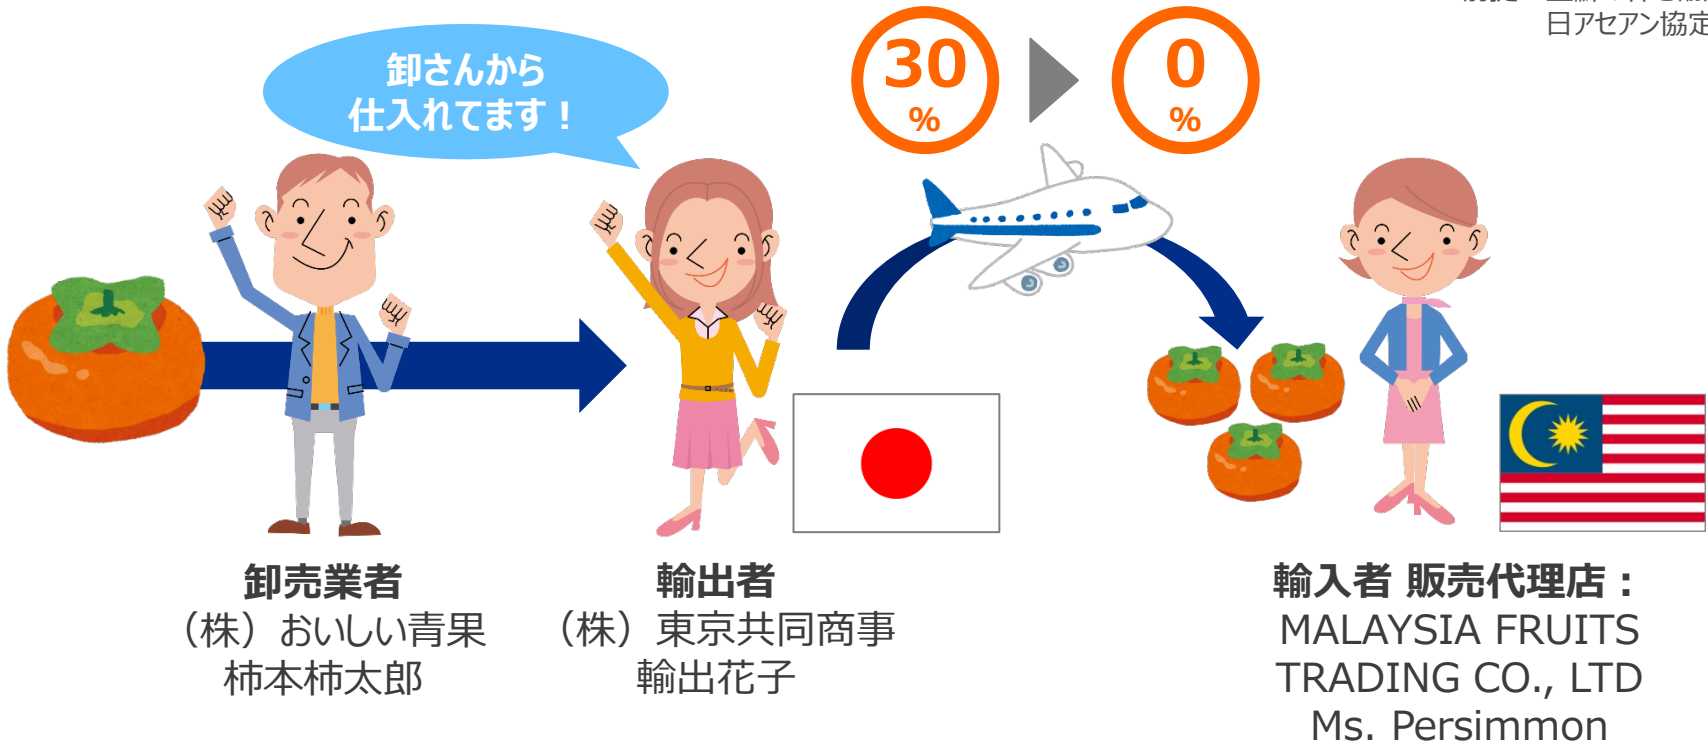 日アセアン協定
卸さんから
仕入れてます！
30
%
0
%
卸売業者
（株）おいしい青果
柿本柿太郎
輸出者
（株）東京共同商事
輸出花子
輸入者 販売代理店：
MALAYSIA FRUITS
TRADING CO., LTD
Ms. Persimmon